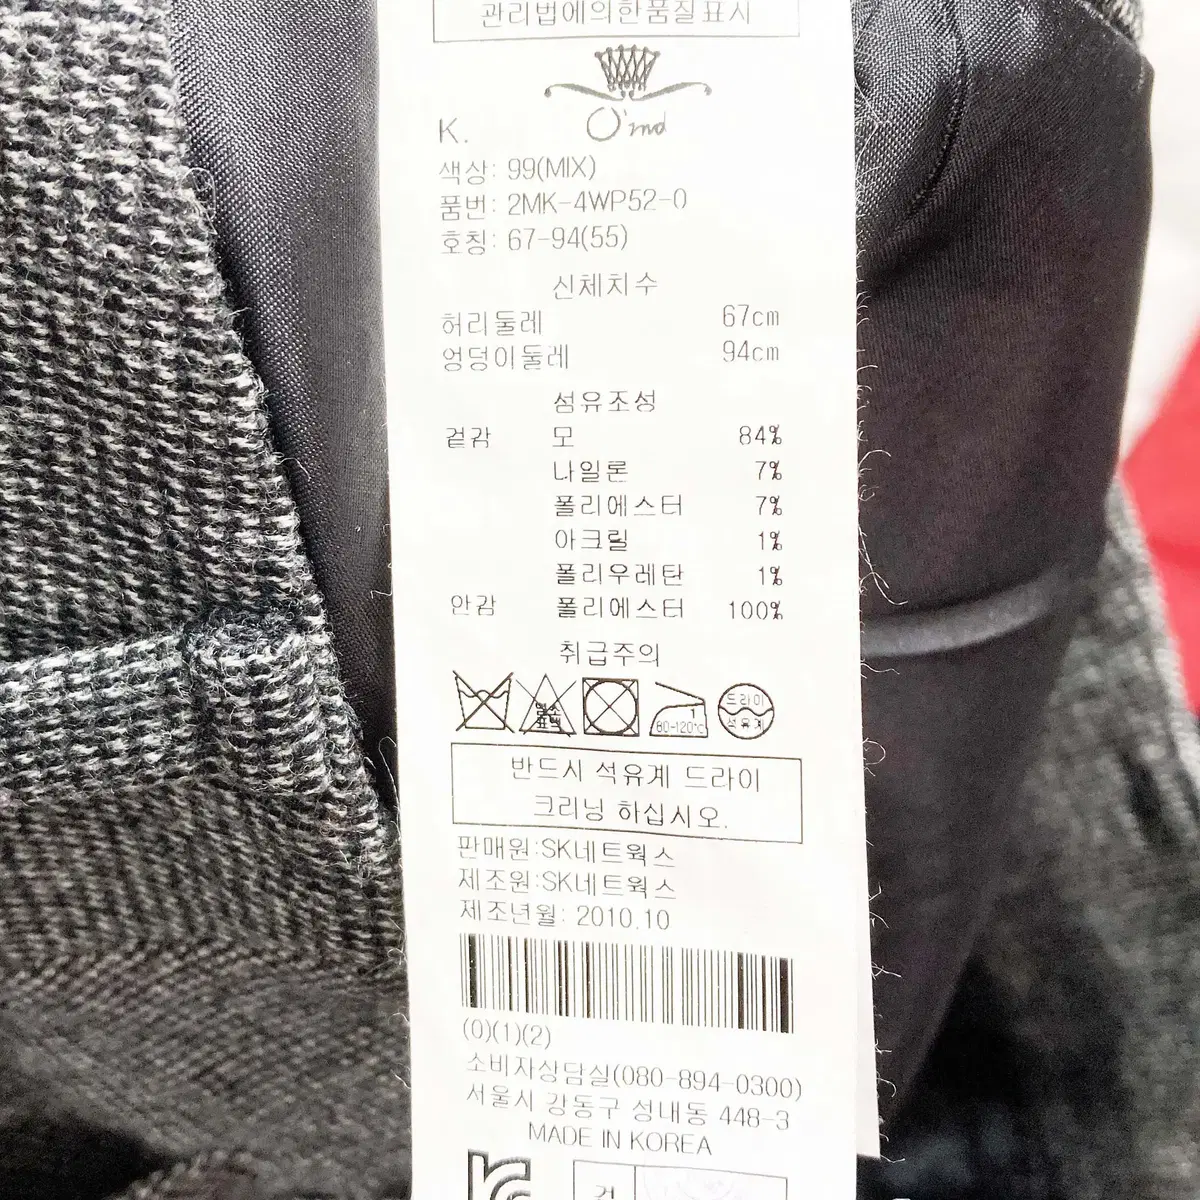 관리법에의한품질표시
O'2nd
K.
색상: 99(MIX)
품번: 2MK-4WP52-0
호칭: 67-94(55)
신체치수
허리둘레 67cm
엉덩이둘레 94cm
섬유조성
겉감 모 84%
나일론 7%
폴리에스터 7%
아크릴 1%
폴리우레탄 1%
안감 폴리에스터 100%
취급주의
염소 표백
80-120℃
드라이
석유계
반드시 석유계 드라이
크리닝 하십시오.
판매원:SK네트웍스
제조원:SK네트웍스
제조년월: 2010.10
(0)(1)(2)
소비자상담실(080-894-0300)
서울시 강동구 성내동 448-3
MADE IN KOREA